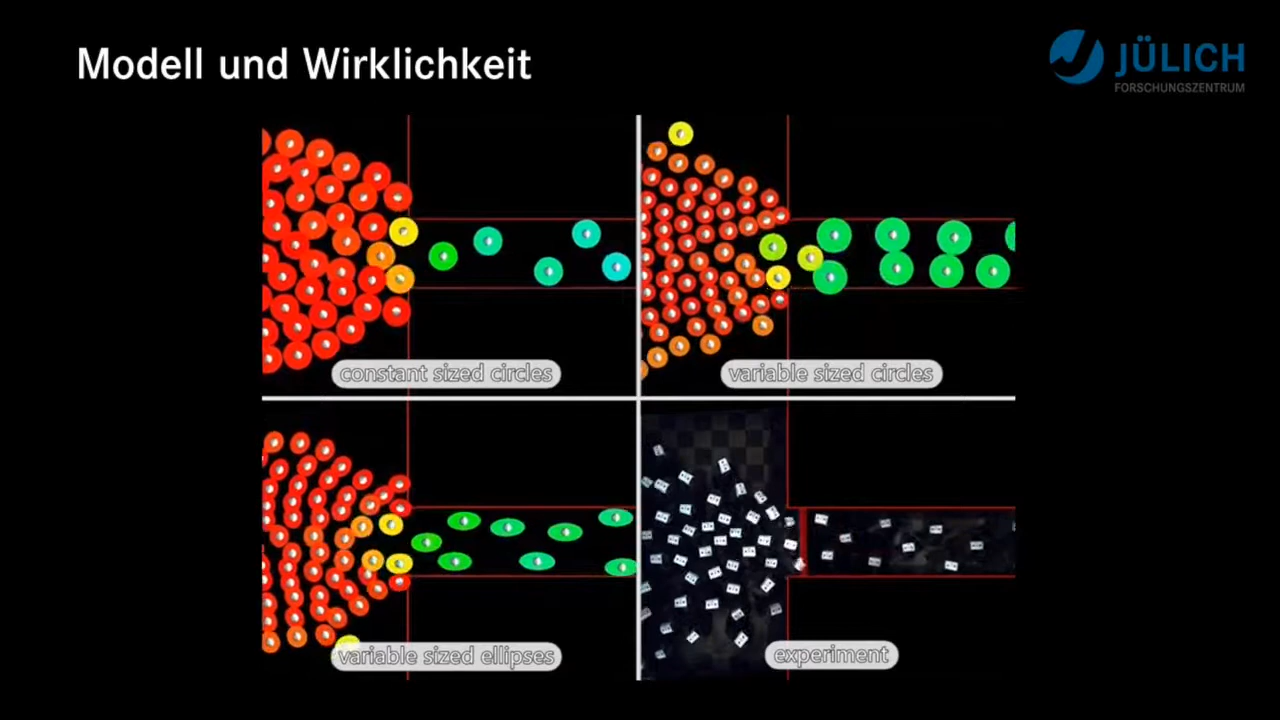 Modell und Wirklichkeit
JÜLICH
FORSCHUNGSZENTRUM
constant sized circles
variable sized circles
variable sized ellipses
experiment